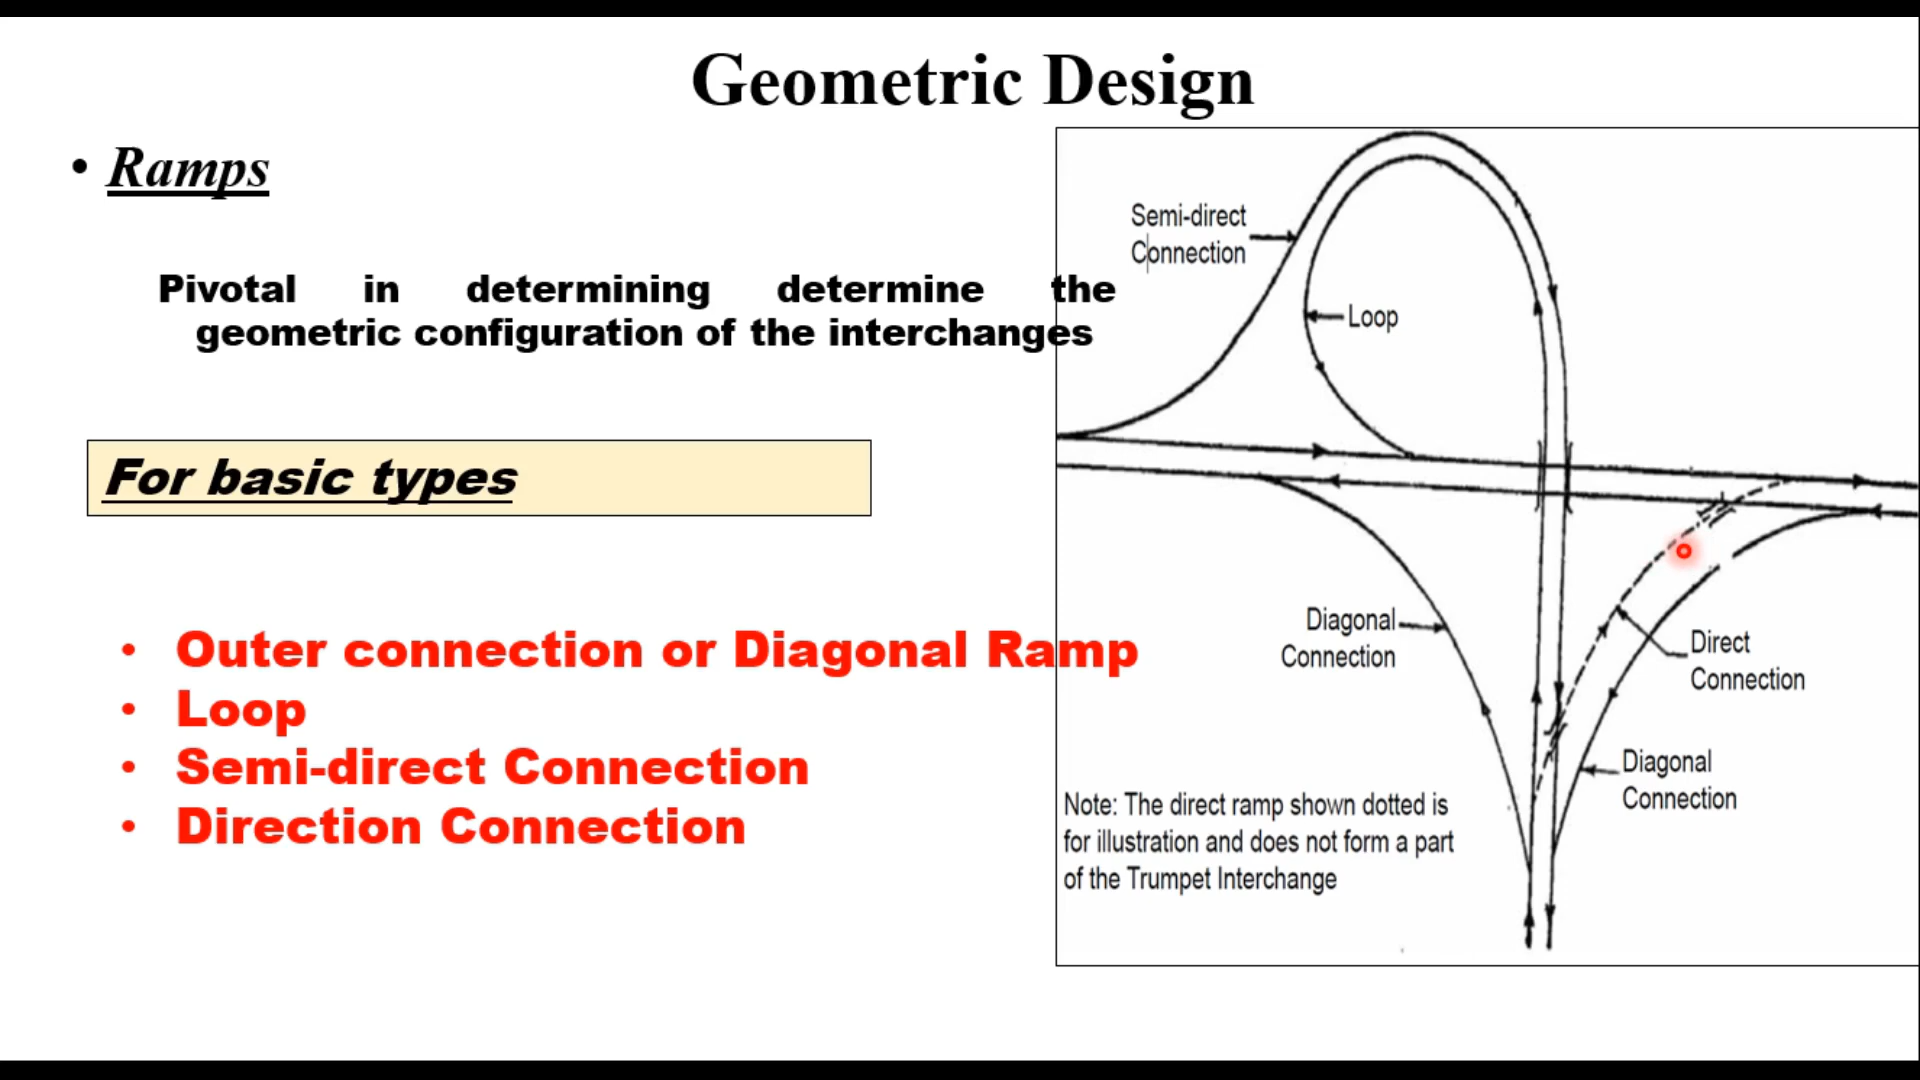 Geometric Design
• Ramps
Pivotal in determining determine the
geometric configuration of the interchanges
For basic types
• Outer connection or Diagonal Ramp
• Loop
• Semi-direct Connection
• Direction Connection
Semi-direct
Connection
Loop
Diagonal
Connection
Direct
Connection
Diagonal
Connection
Note: The direct ramp shown dotted is
for illustration and does not form a part
of the Trumpet Interchange